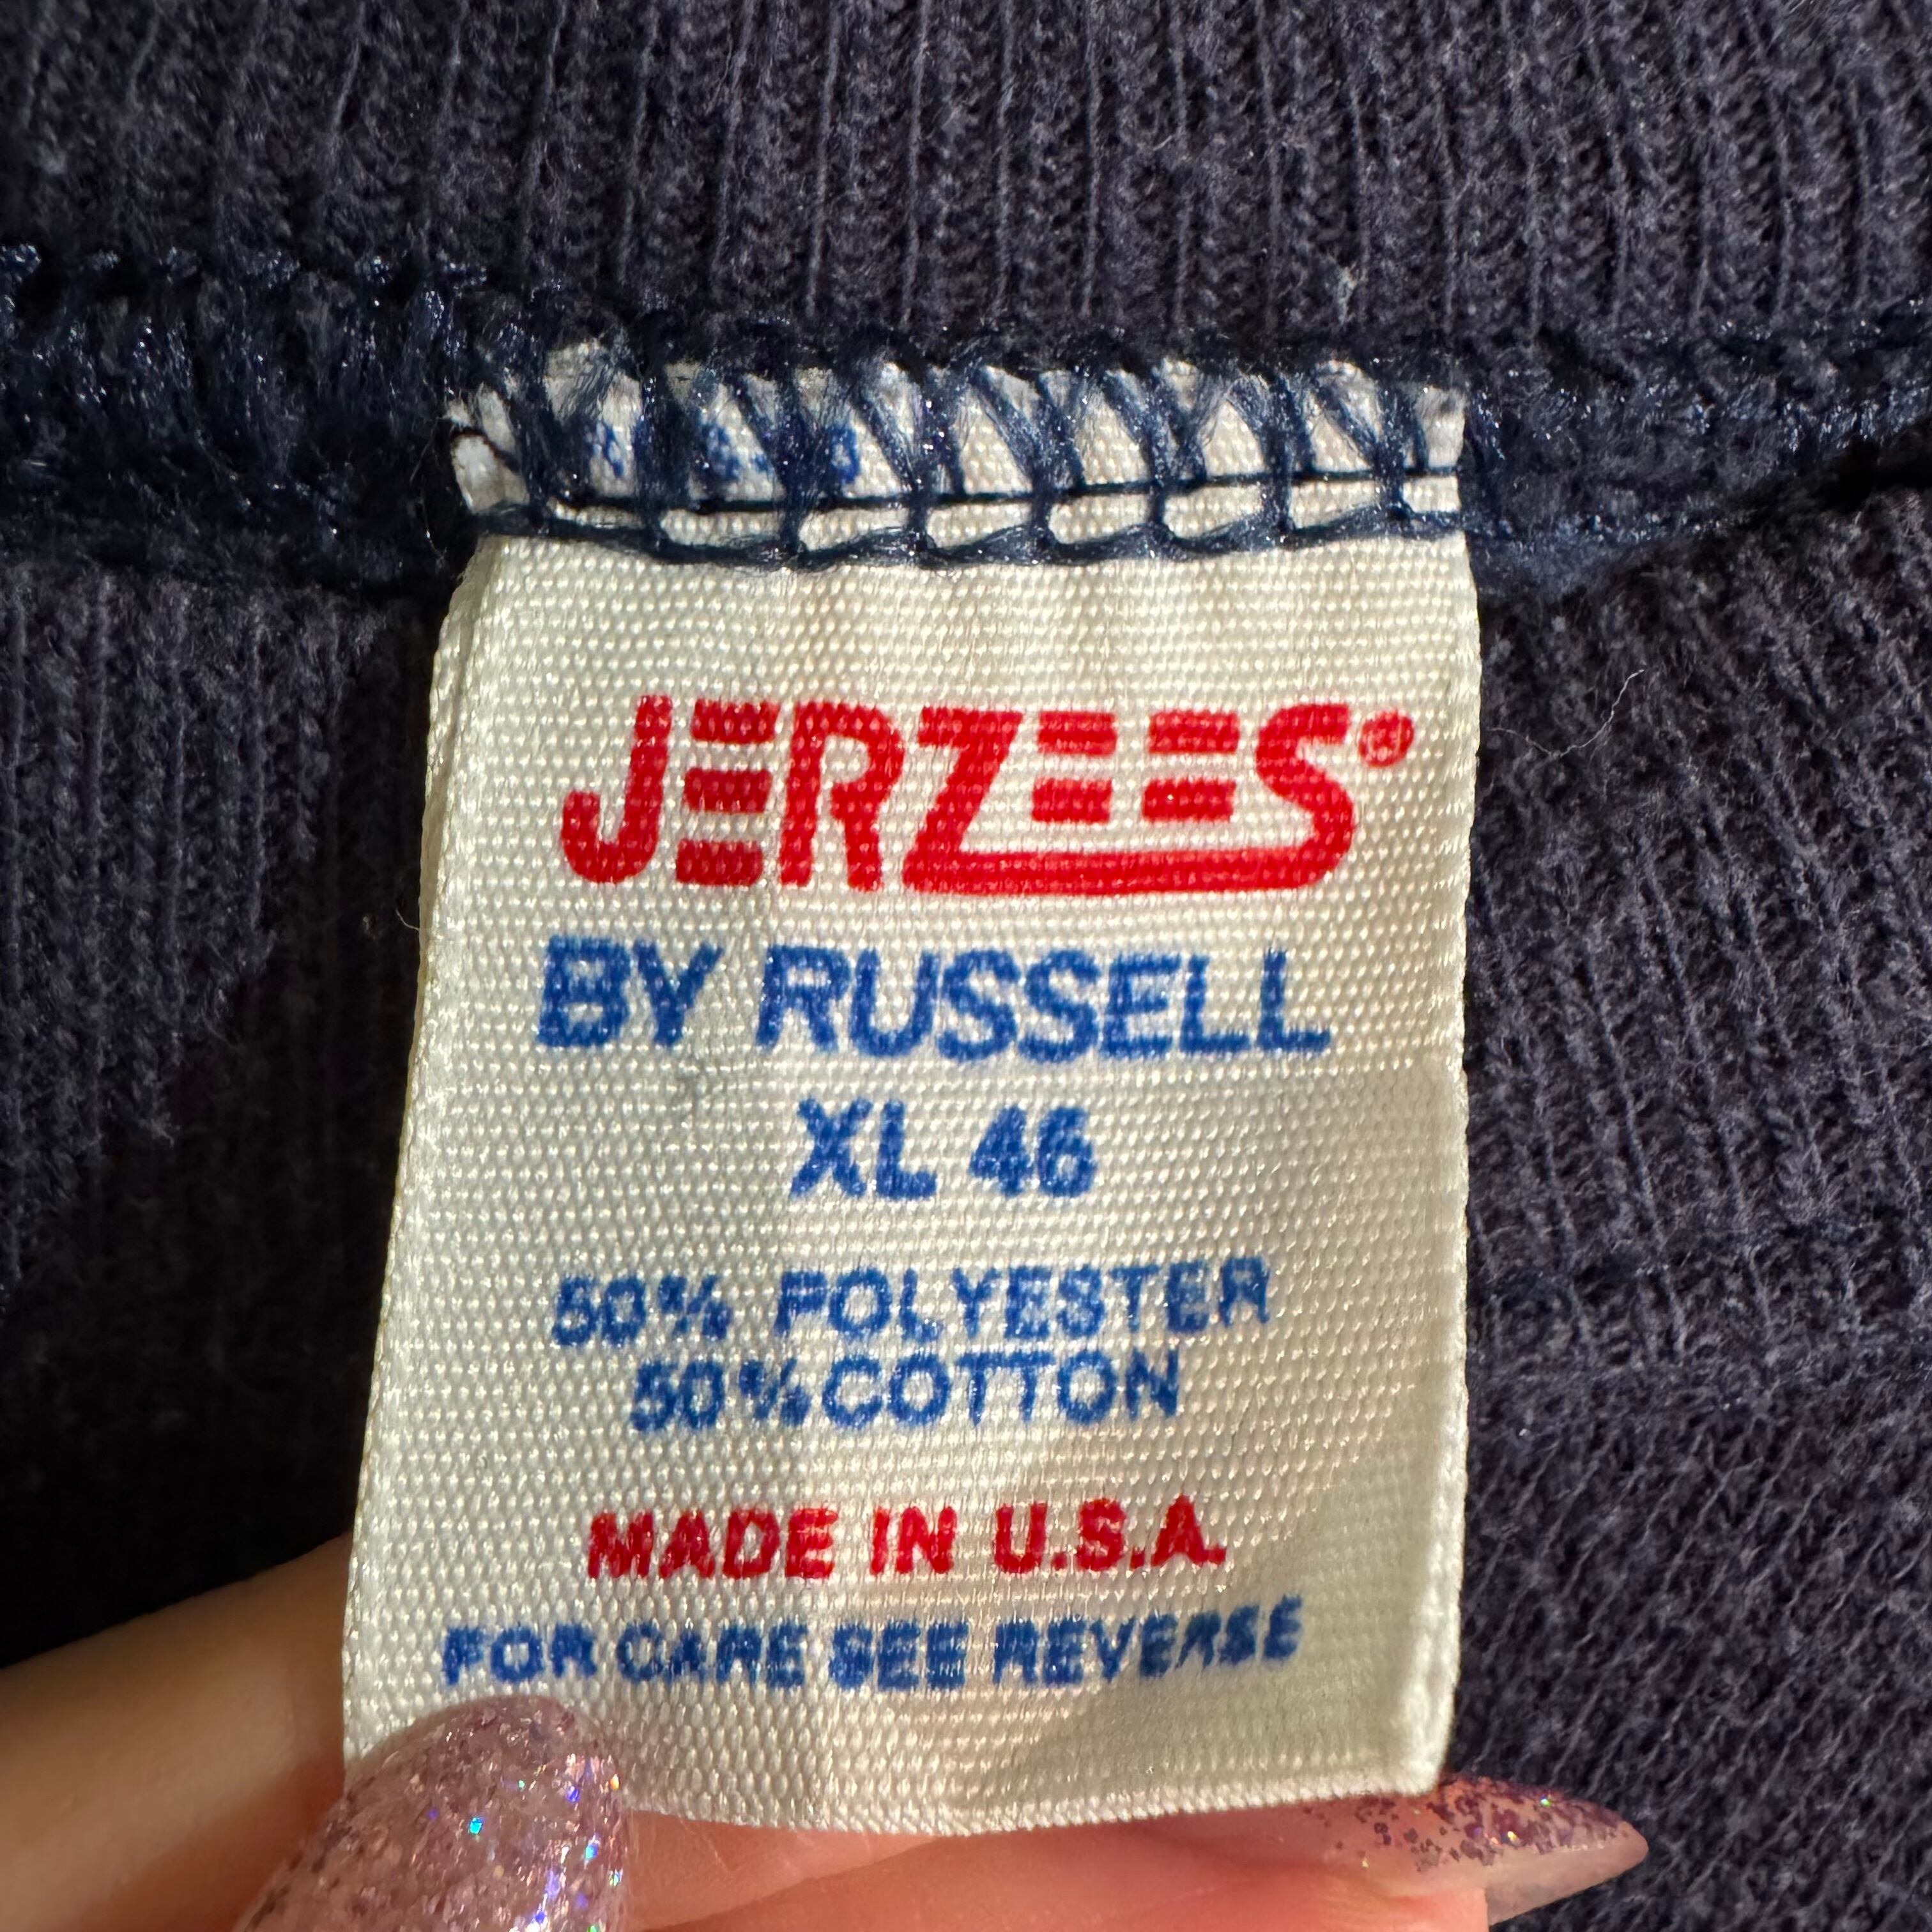 JERZEES®
BY RUSSELL
XL 46
50% POLYESTER
50% COTTON
MADE IN U.S.A.
FOR CARE SEE REVERSE